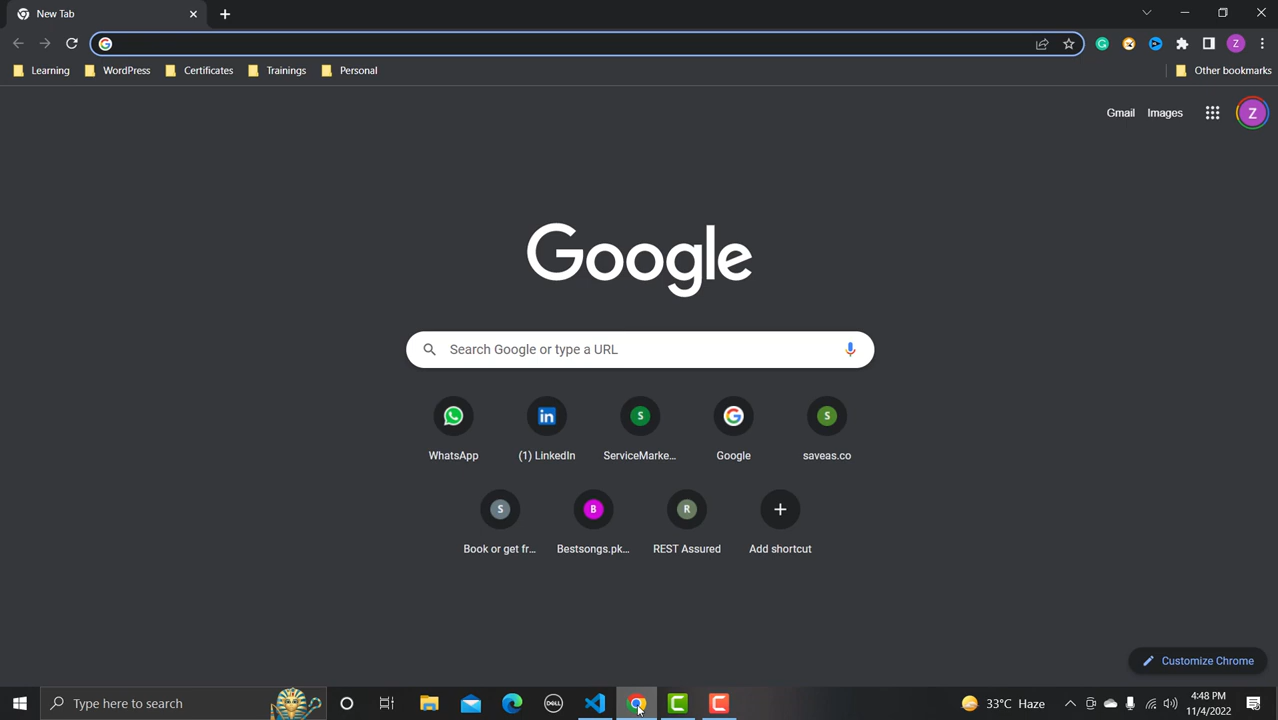 New Tab
Learning
WordPress
Certificates
Trainings
Personal
Other bookmarks
Z
Gmail
Images
Z
Google
Search Google or type a URL
in
S
S
WhatsApp
(1) LinkedIn
ServiceMarke...
Google
saveas.co
S
B
R
Book or get fr...
Bestsongs.pk...
REST Assured
Add shortcut
Customize Chrome
Type here to search
DELL
33°C Haze
4:48 PM
11/4/2022